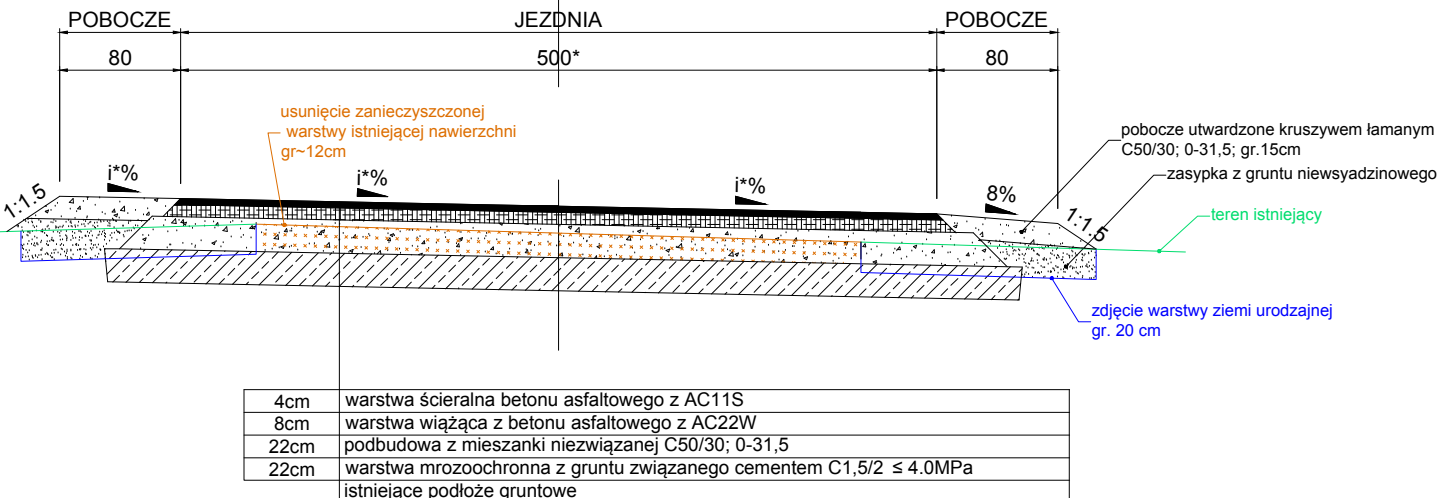 POBOCZE JEZDNIA POBOCZE
80 500* 80
usunięcie zanieczyszczonej
warstwy istniejącej nawierzchni
gr~12cm
pobocze utwardzone kruszywem łamanym
C50/30; 0-31,5; gr.15cm
zasypka z gruntu niewsyadzinowego
teren istniejący
1:1.5 i*% i*% i*% 8% 1:1.5
zdjęcie warstwy ziemi urodzajnej
gr. 20 cm
4cm warstwa ścieralna betonu asfaltowego z AC11S
8cm warstwa wiążąca z betonu asfaltowego z AC22W
22cm podbudowa z mieszanki niezwiązanej C50/30; 0-31,5
22cm warstwa mrozoochronna z gruntu związanego cementem C1,5/2 ≤ 4.0MPa
istniejące podłoże gruntowe